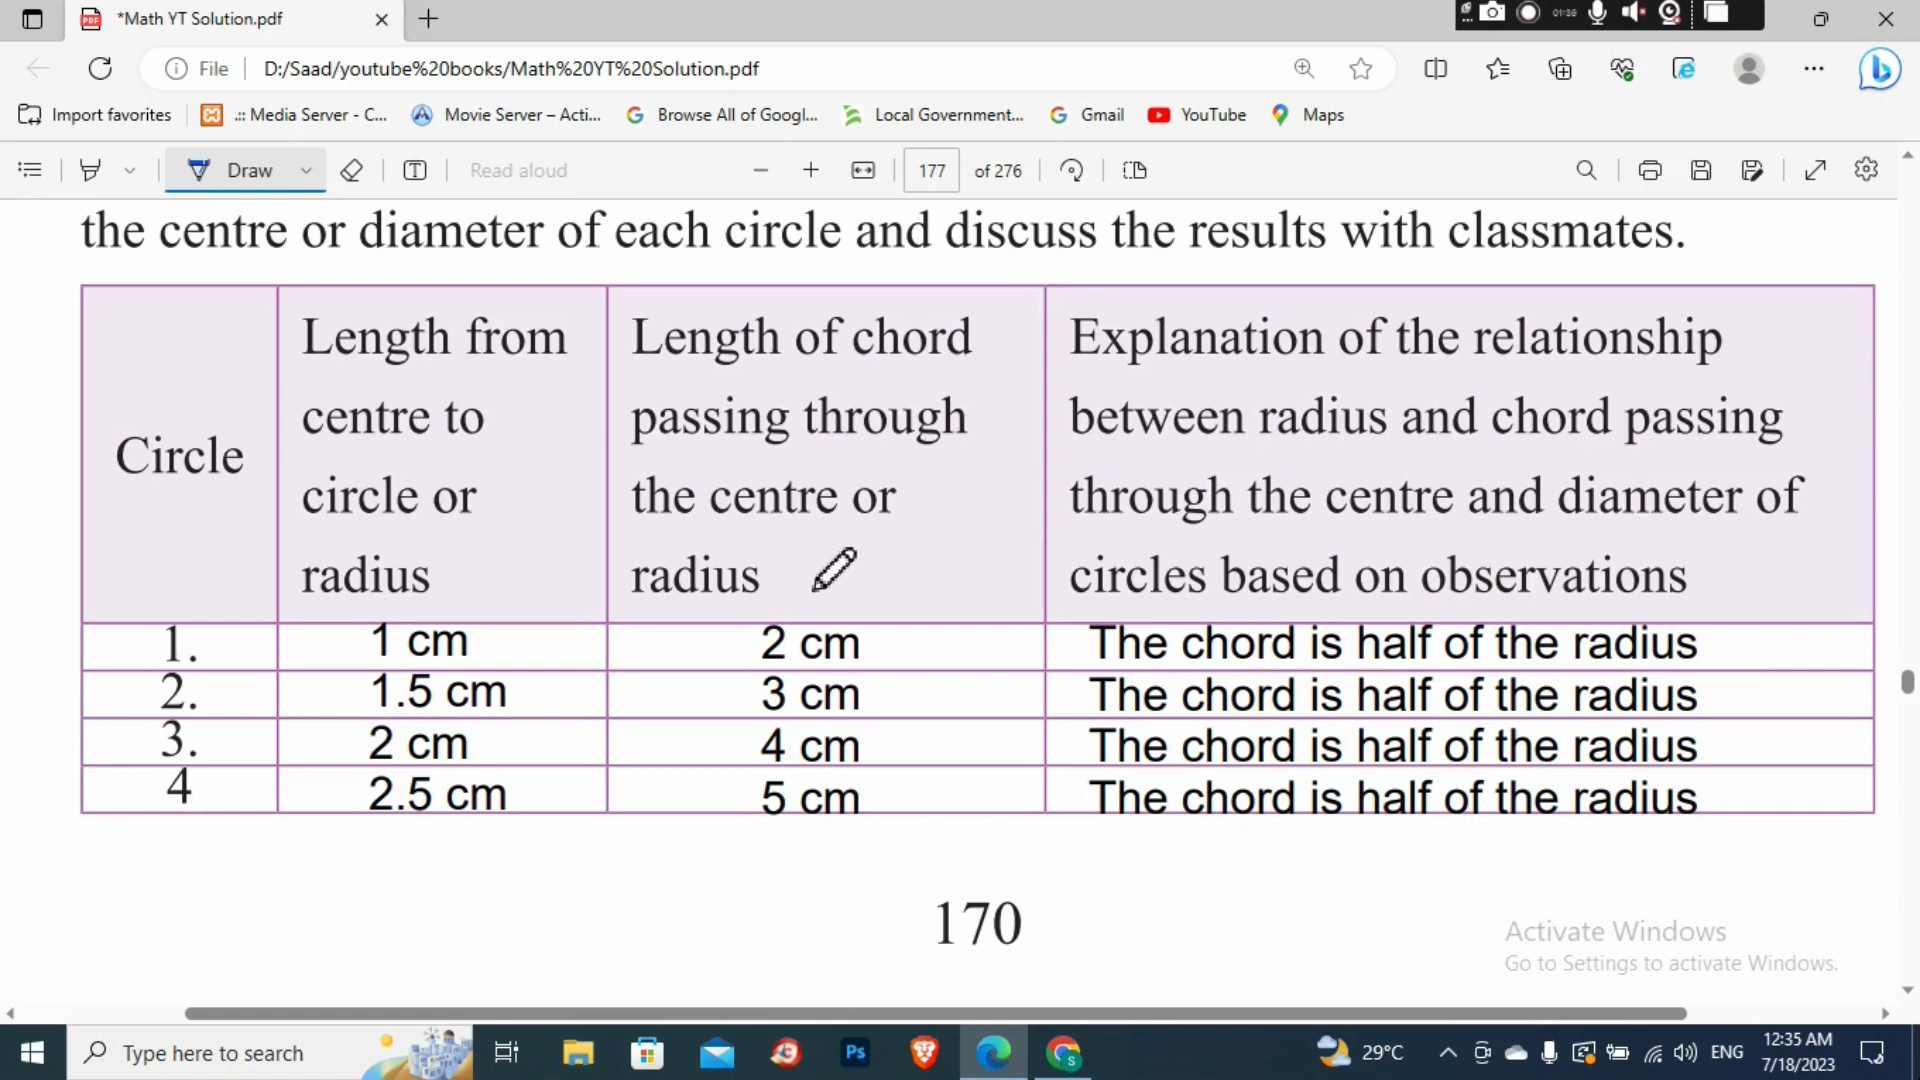 *Math YT Solution.pdf
01:38
File D:/Saad/youtube%20books/Math%20YT%20Solution.pdf
Import favorites .:: Media Server - C... Movie Server – Acti... Browse All of Googl... Local Government... Gmail YouTube Maps
Draw Read aloud 177 of 276
the centre or diameter of each circle and discuss the results with classmates.
Circle
Length from
centre to
circle or
radius
Length of chord
passing through
the centre or
radius
Explanation of the relationship
between radius and chord passing
through the centre and diameter of
circles based on observations
1. 1 cm 2 cm The chord is half of the radius
2. 1.5 cm 3 cm The chord is half of the radius
3. 2 cm 4 cm The chord is half of the radius
4 2.5 cm 5 cm The chord is half of the radius
170
Activate Windows
Go to Settings to activate Windows.
Type here to search Ps 29°C ENG 12:35 AM
7/18/2023